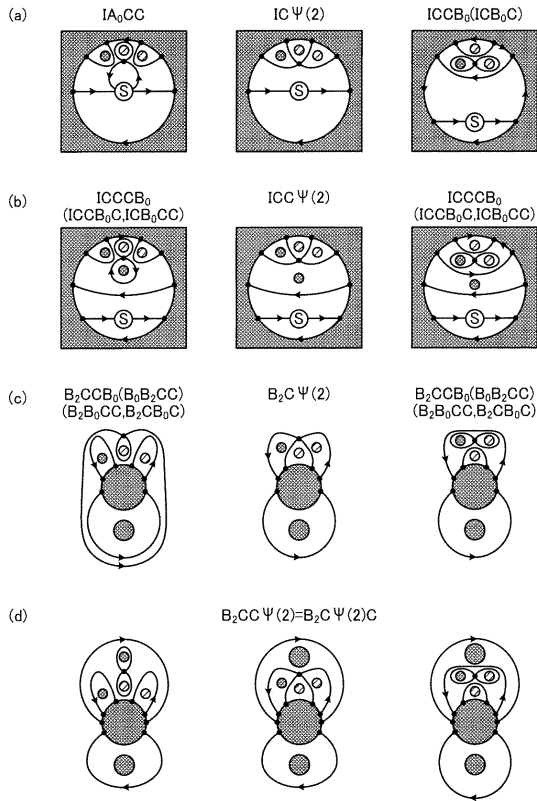 (a)
IA₀CC
ICΨ(2)
ICCB₀(ICB₀C)
S
S
S
(b)
ICCCB₀
(ICCB₀C,ICB₀CC)
ICCΨ(2)
ICCCB₀
(ICCB₀C,ICB₀CC)
S
S
S
(c)
B₂CCB₀(B₀B₂CC)
(B₂B₀CC,B₂CB₀C)
B₂CΨ(2)
B₂CCB₀(B₀B₂CC)
(B₂B₀CC,B₂CB₀C)
(d)
B₂CCΨ(2)=B₂CΨ(2)C